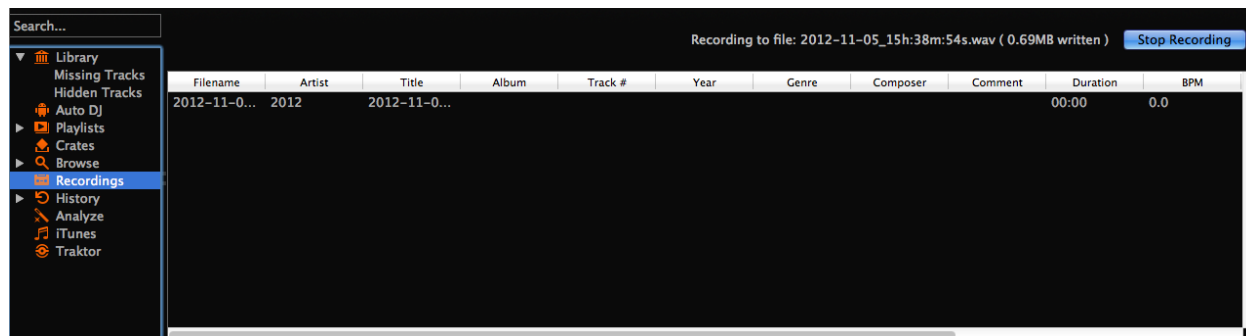 Search...
Recording to file: 2012-11-05_15h:38m:54s.wav ( 0.69MB written ) Stop Recording
Library
Missing Tracks
Hidden Tracks
Auto DJ
Playlists
Crates
Browse
Recordings
History
Analyze
iTunes
Traktor
Filename Artist Title Album Track # Year Genre Composer Comment Duration BPM
2012-11-0... 2012 2012-11-0... 00:00 0.0